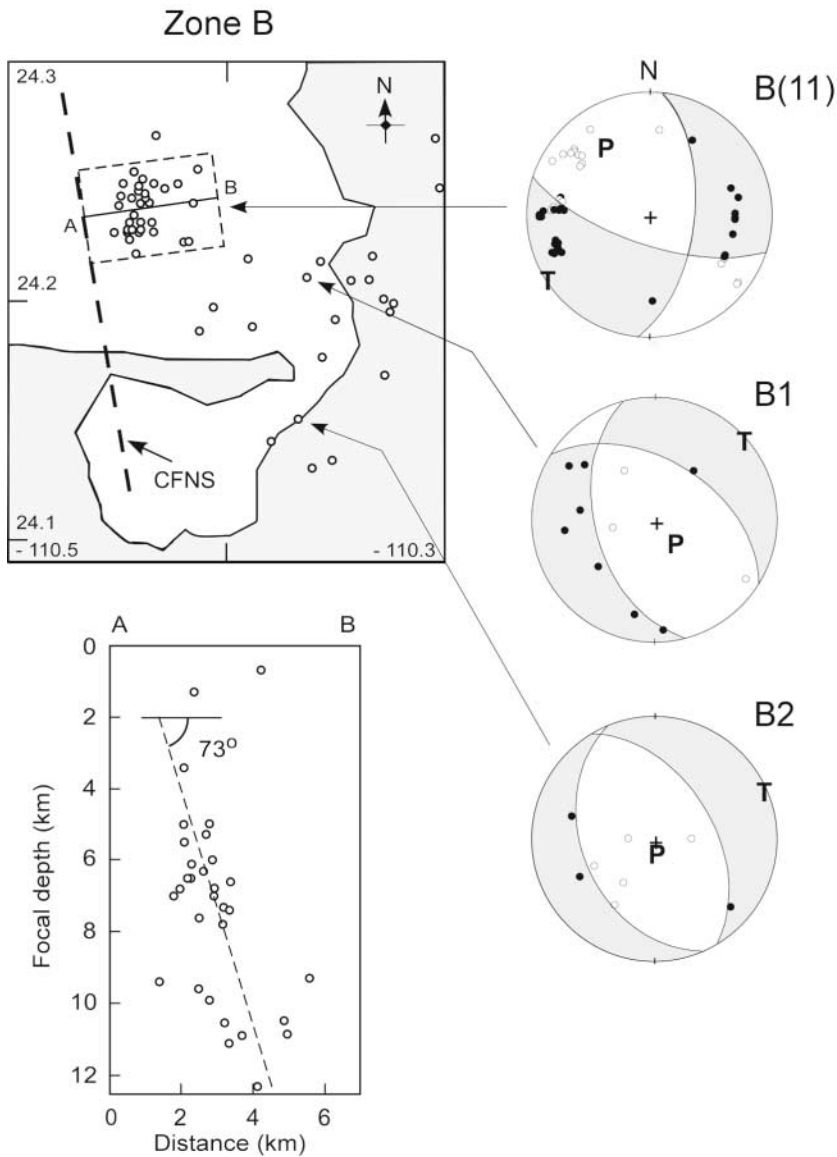 Zone B
24.3
N
B
A
24.2
CFNS
24.1
- 110.5
- 110.3
N
B(11)
P
T
B1
T
P
B2
T
P
A
B
0
2
73º
4
6
8
10
12
Focal depth (km)
0
2
4
6
Distance (km)